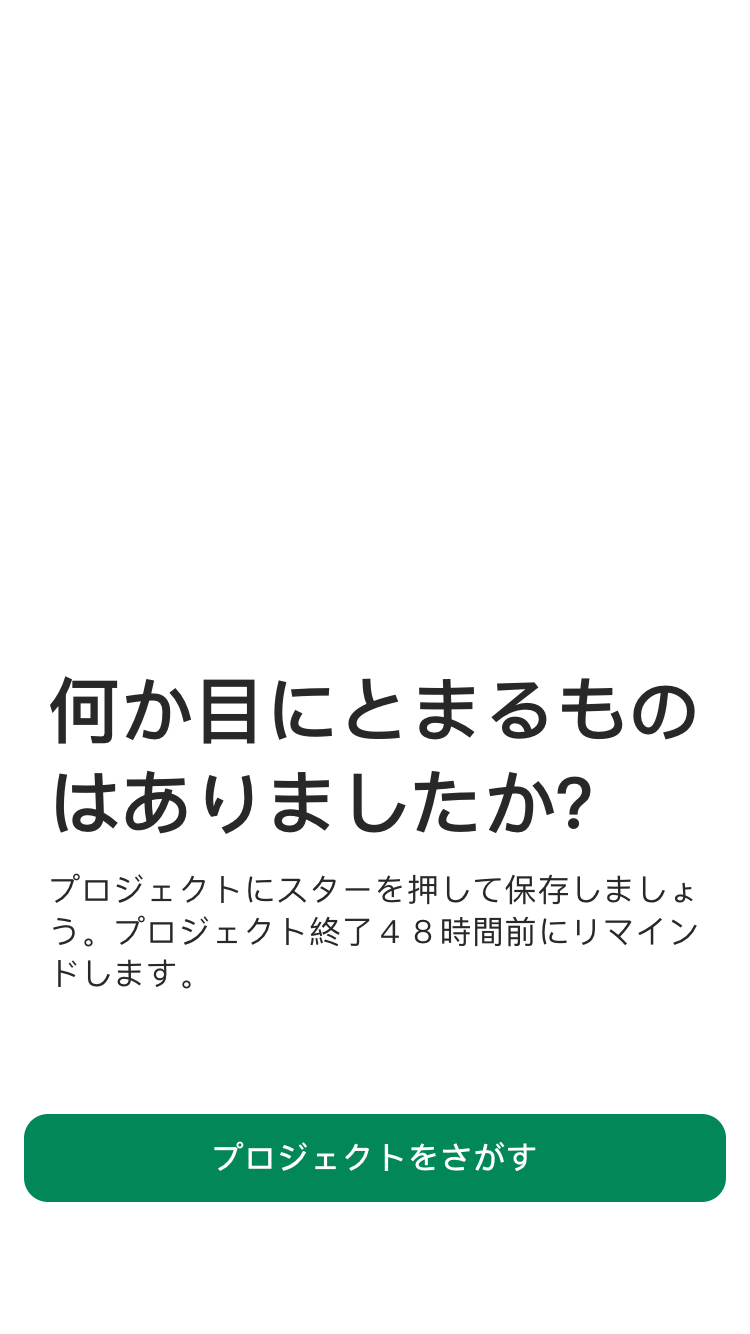 何か目にとまるもの
はありましたか?
プロジェクトにスターを押して保存しましょ
う。プロジェクト終了４８時間前にリマイン
ドします。
プロジェクトをさがす